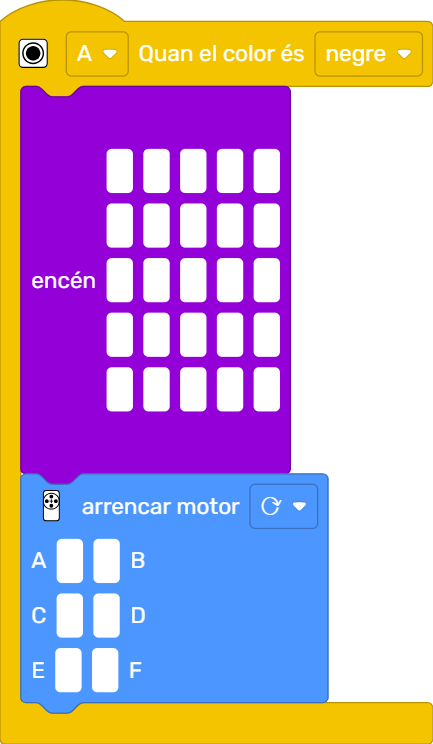 A Quan el color és negre
encén
arrencar motor
A B
C D
E F